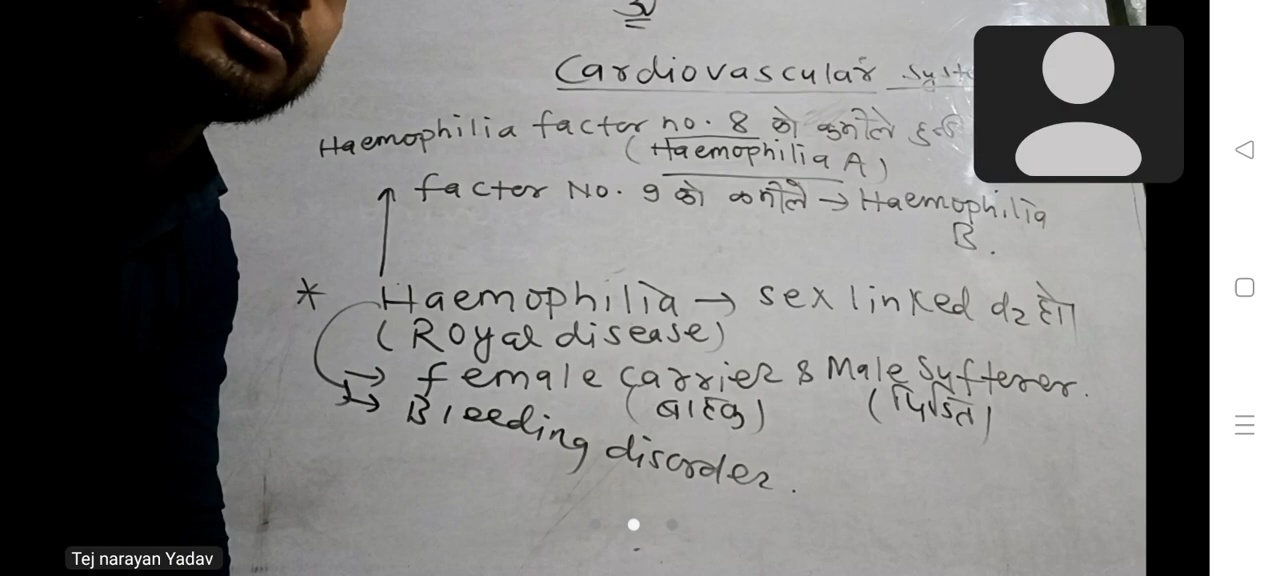 Cardiovascular
Haemophilia factor no. 8 को कमीले
(Haemophilia A)
factor No. 9 को कमीले → Haemophilia
B.
* Haemophilia → sex linked dz हो।
(Royal disease)
→ female carrier & Male Sufferer.
(बाहक) (पिडित)
→ Bleeding disorder.
Tej narayan Yadav